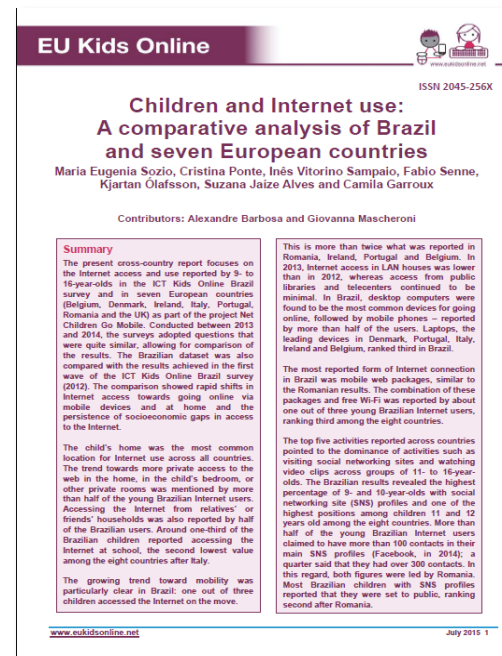 EU Kids Online
www.eukidsonline.net
ISSN 2045-256X
Children and Internet use:
A comparative analysis of Brazil
and seven European countries
Maria Eugenia Sozio, Cristina Ponte, Inês Vitorino Sampaio, Fabio Senne,
Kjartan Ólafsson, Suzana Jaíze Alves and Camila Garroux
Contributors: Alexandre Barbosa and Giovanna Mascheroni
Summary
The present cross-country report focuses on
the Internet access and use reported by 9- to
16-year-olds in the ICT Kids Online Brazil
survey and in seven European countries
(Belgium, Denmark, Ireland, Italy, Portugal,
Romania and the UK) as part of the project Net
Children Go Mobile. Conducted between 2013
and 2014, the surveys adopted questions that
were quite similar, allowing for comparison of
the results. The Brazilian dataset was also
compared with the results achieved in the first
wave of the ICT Kids Online Brazil survey
(2012). The comparison showed rapid shifts in
Internet access towards going online via
mobile devices and at home and the
persistence of socioeconomic gaps in access
to the Internet.
The child's home was the most common
location for Internet use across all countries.
The trend towards more private access to the
web in the home, in the child's bedroom, or
other private rooms was mentioned by more
than half of the young Brazilian Internet users.
Accessing the Internet from relatives' or
friends' households was also reported by half
of the Brazilian users. Around one-third of the
Brazilian children reported accessing the
Internet at school, the second lowest value
among the eight countries after Italy.
The growing trend toward mobility was
particularly clear in Brazil: one out of three
children accessed the Internet on the move.
This is more than twice what was reported in
Romania, Ireland, Portugal and Belgium. In
2013, Internet access in LAN houses was lower
than in 2012, whereas access from public
libraries and telecenters continued to be
minimal. In Brazil, desktop computers were
found to be the most common devices for going
online, followed by mobile phones – reported
by more than half of the users. Laptops, the
leading devices in Denmark, Portugal, Italy,
Ireland and Belgium, ranked third in Brazil.
The most reported form of Internet connection
in Brazil was mobile web packages, similar to
the Romanian results. The combination of these
packages and free Wi-Fi was reported by about
one out of three young Brazilian Internet users,
ranking third among the eight countries.
The top five activities reported across countries
pointed to the dominance of activities such as
visiting social networking sites and watching
video clips across groups of 11- to 16-year-
olds. The Brazilian results revealed the highest
percentage of 9- and 10-year-olds with social
networking site (SNS) profiles and one of the
highest positions among children 11 and 12
years old among the eight countries. More than
half of the young Brazilian Internet users
claimed to have more than 100 contacts in their
main SNS profiles (Facebook, in 2014); a
quarter said that they had over 300 contacts. In
this regard, both figures were led by Romania.
Most Brazilian children with SNS profiles
reported that they were set to public, ranking
second after Romania.
www.eukidsonline.net
July 2015 1